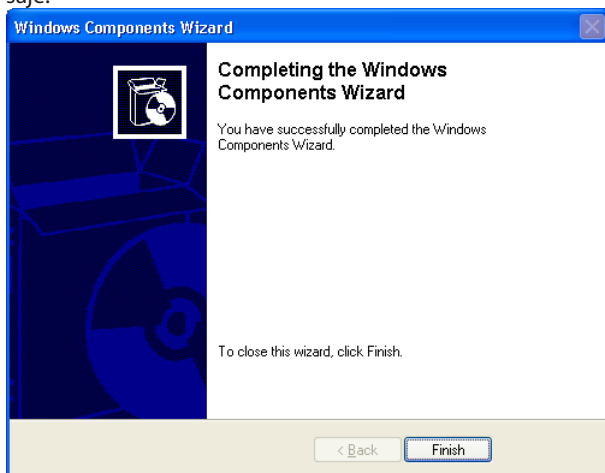 saje.
Windows Components Wizard
Completing the Windows
Components Wizard
You have successfully completed the Windows
Components Wizard.
To close this wizard, click Finish.
< Back
Finish